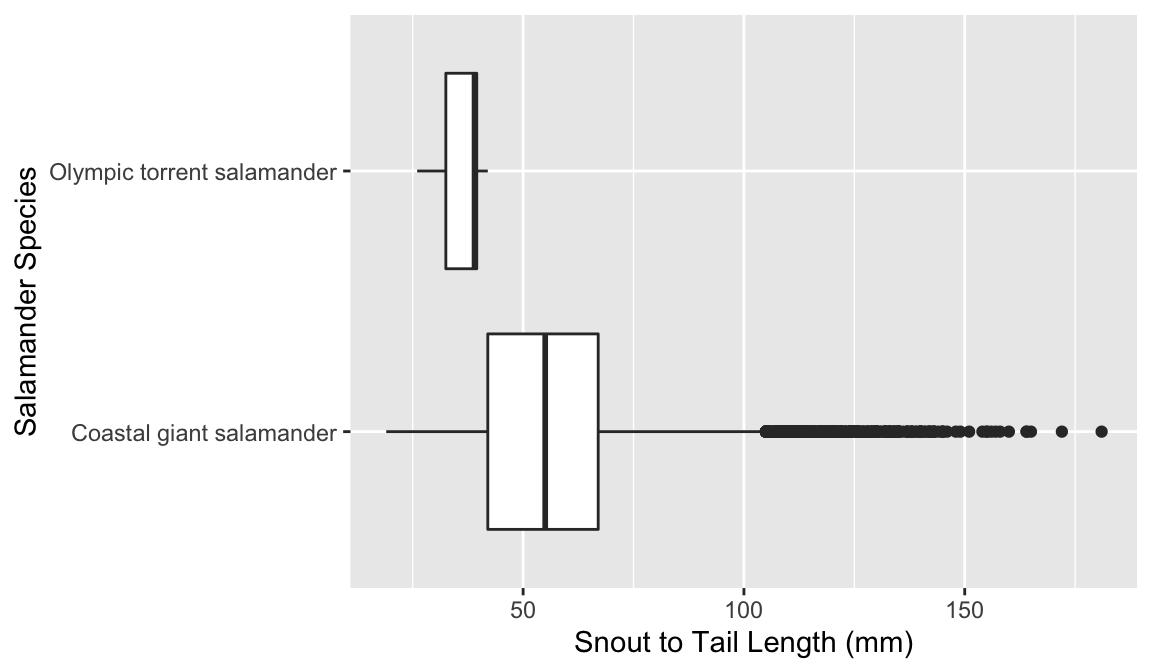 Salamander Species
Olympic torrent salamander
Coastal giant salamander
50 100 150
Snout to Tail Length (mm)